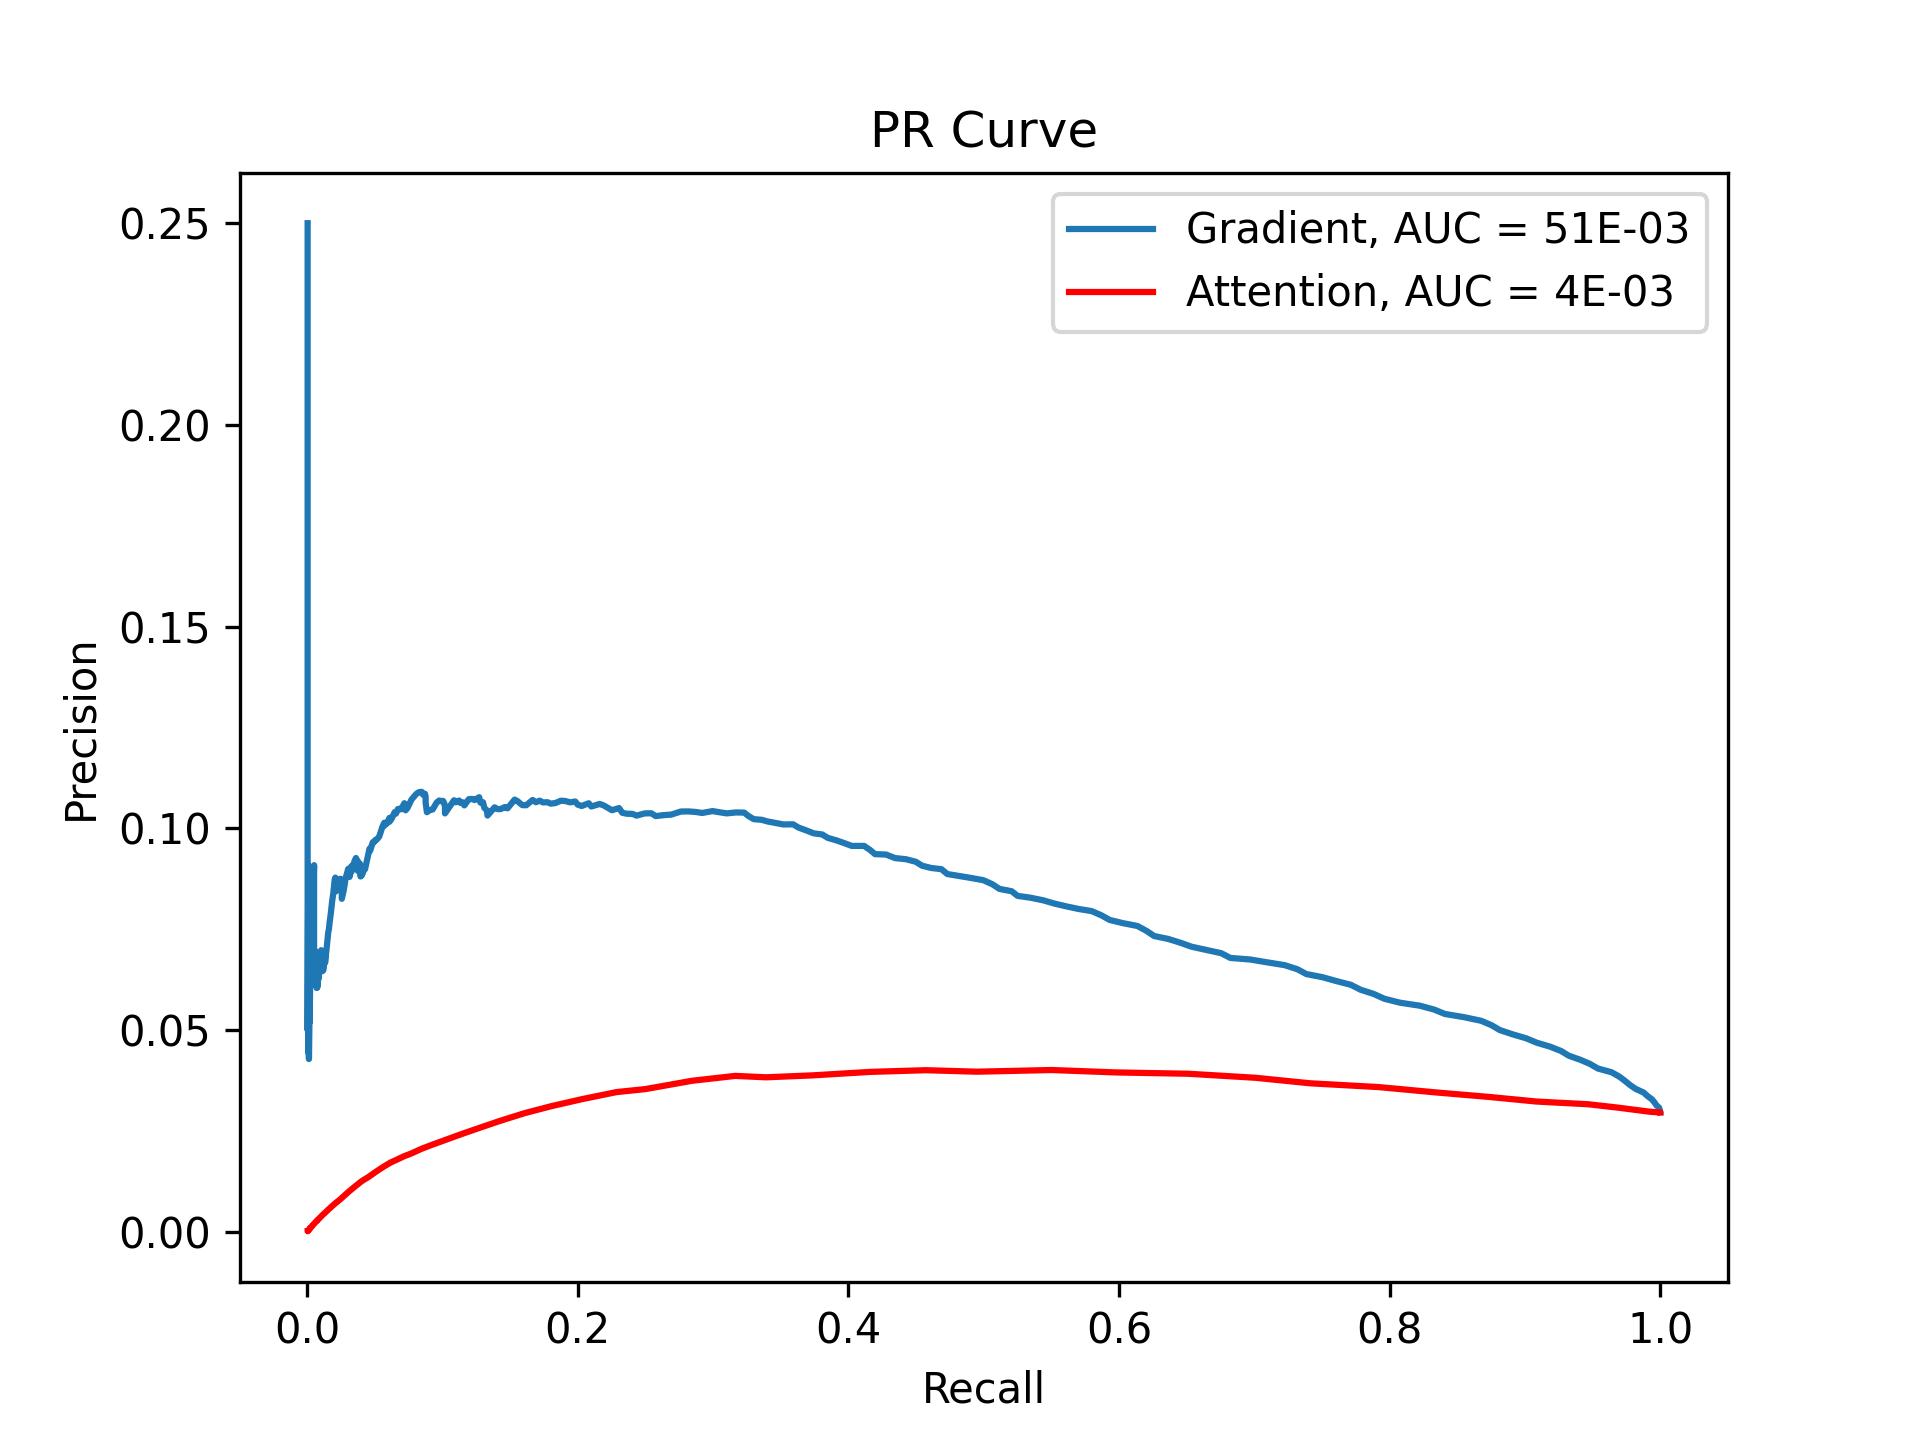 PR Curve
Gradient, AUC = 51E-03
Attention, AUC = 4E-03
0.25
0.20
0.15
0.10
0.05
0.00
Precision
0.0 0.2 0.4 0.6 0.8 1.0
Recall